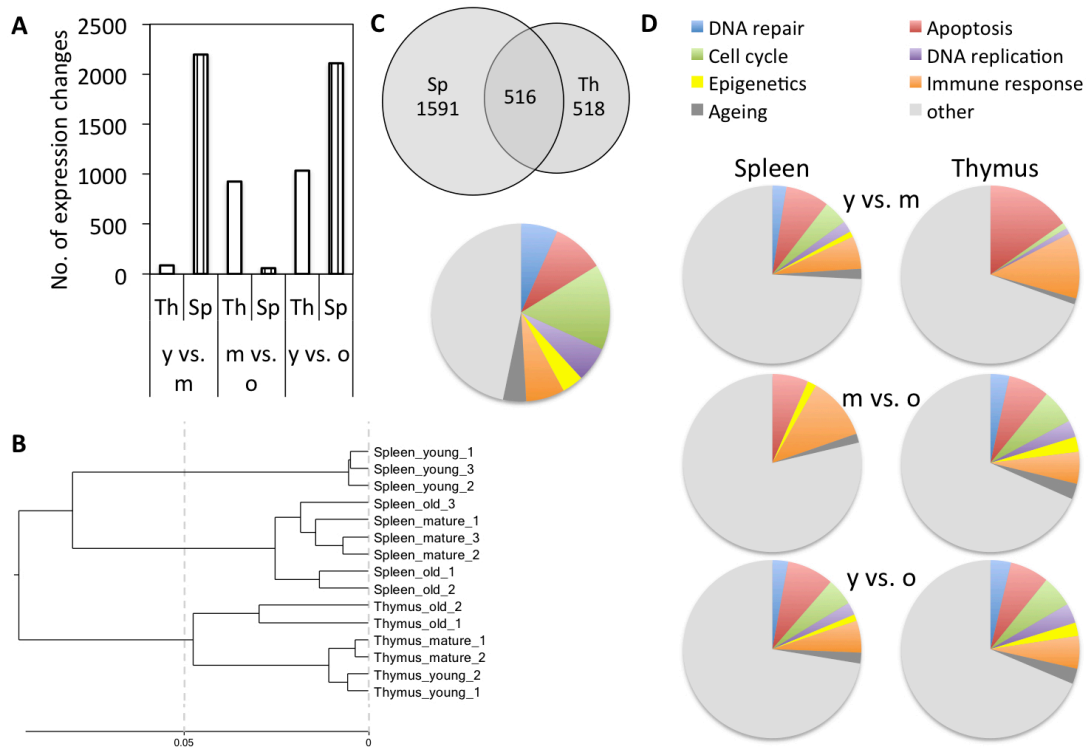 A
No. of expression changes
2500
2000
1500
1000
500
0
Th Sp Th Sp Th Sp
y vs. m vs. y vs. o
m o
B
Spleen_young_1
Spleen_young_3
Spleen_young_2
Spleen_old_3
Spleen_mature_1
Spleen_mature_3
Spleen_mature_2
Spleen_old_1
Spleen_old_2
Thymus_old_2
Thymus_old_1
Thymus_mature_1
Thymus_mature_2
Thymus_young_2
Thymus_young_1
0.05 0
C
Sp
1591
516
Th
518
D
DNA repair
Apoptosis
Cell cycle
DNA replication
Epigenetics
Immune response
Ageing
other
Spleen Thymus
y vs. m
m vs. o
y vs. o